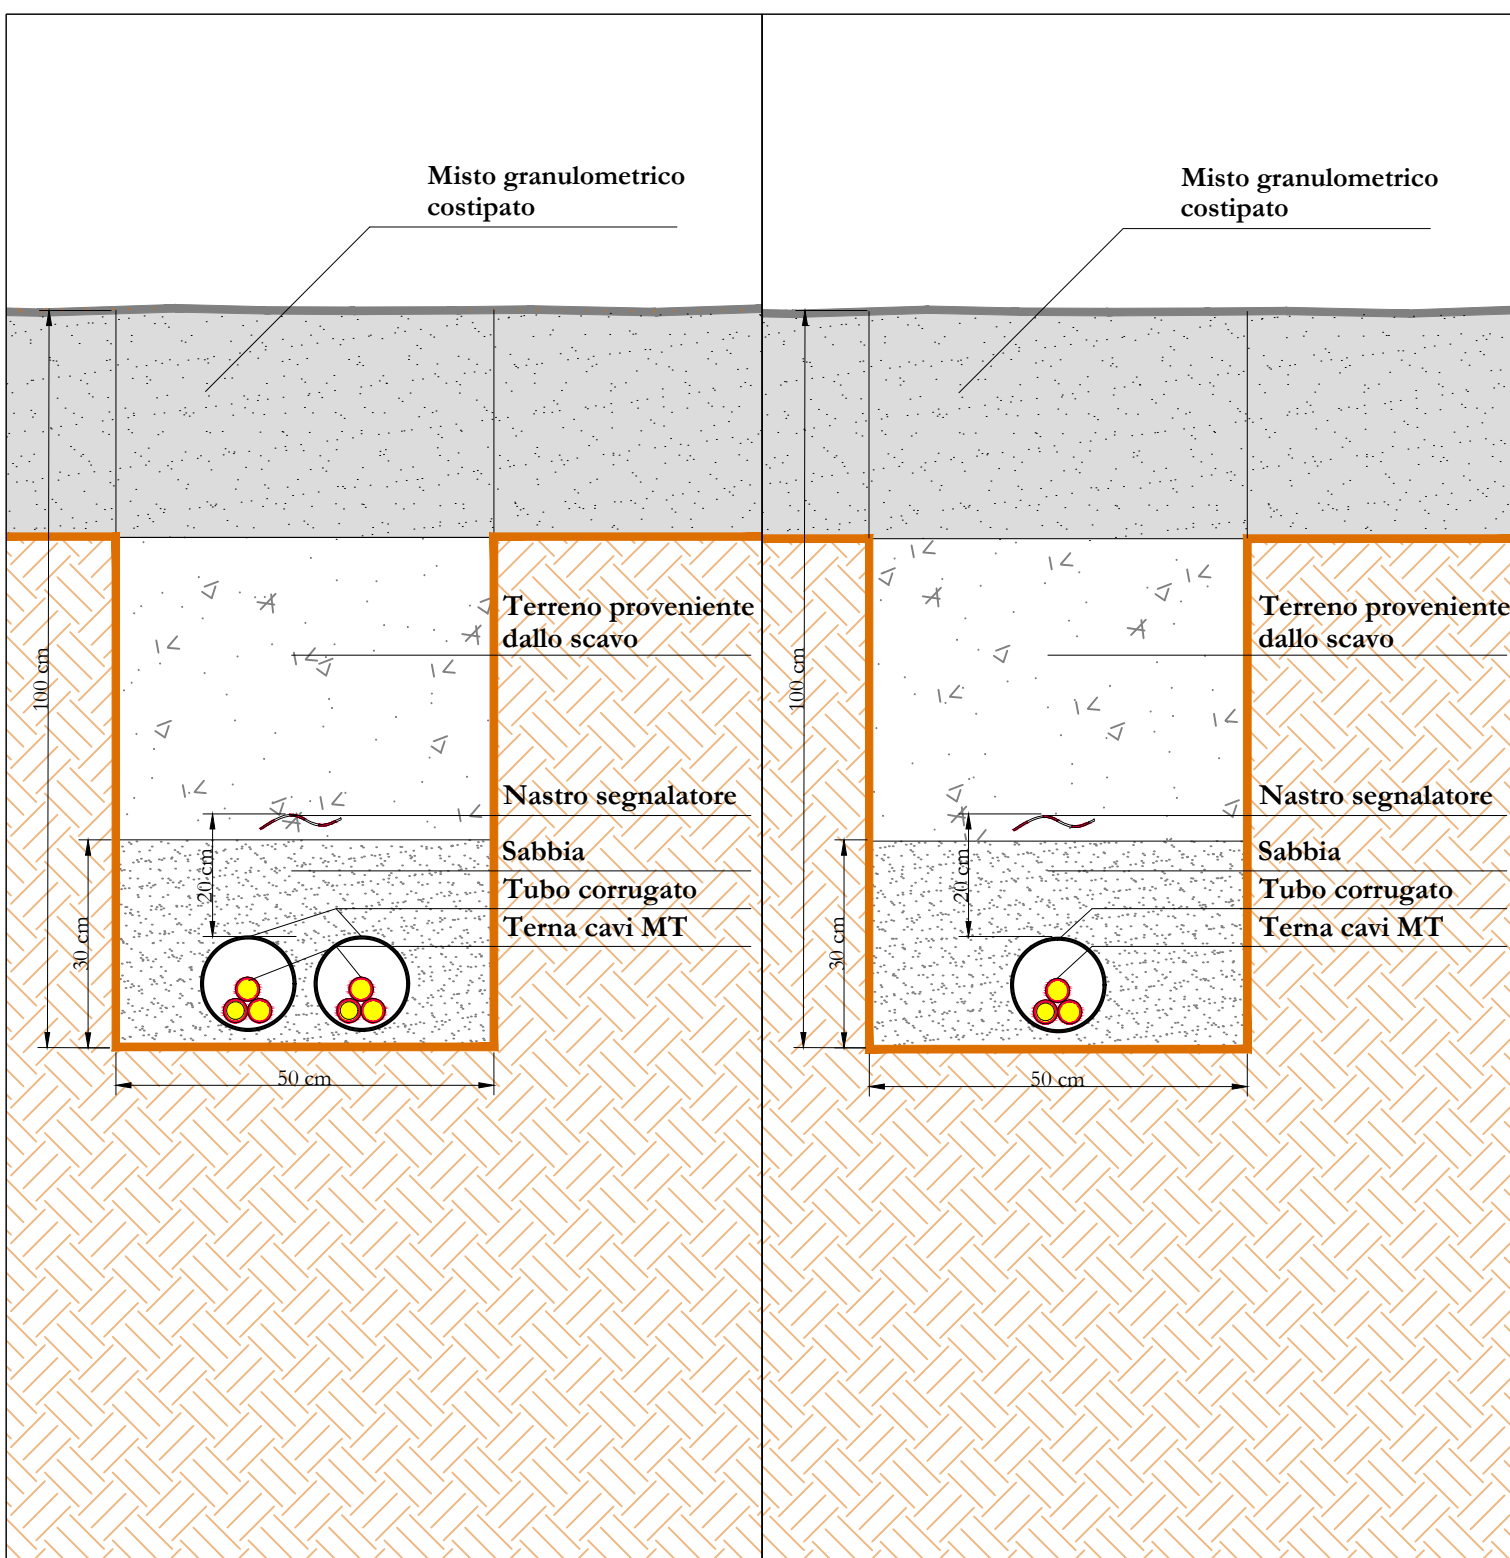 Misto granulometrico
costipato
Terreno proveniente
dallo scavo
100 cm
Nastro segnalatore
Sabbia
20 cm
Tubo corrugato
Terna cavi MT
30 cm
50 cm
Misto granulometrico
costipato
Terreno proveniente
dallo scavo
100 cm
Nastro segnalatore
Sabbia
20 cm
Tubo corrugato
Terna cavi MT
30 cm
50 cm